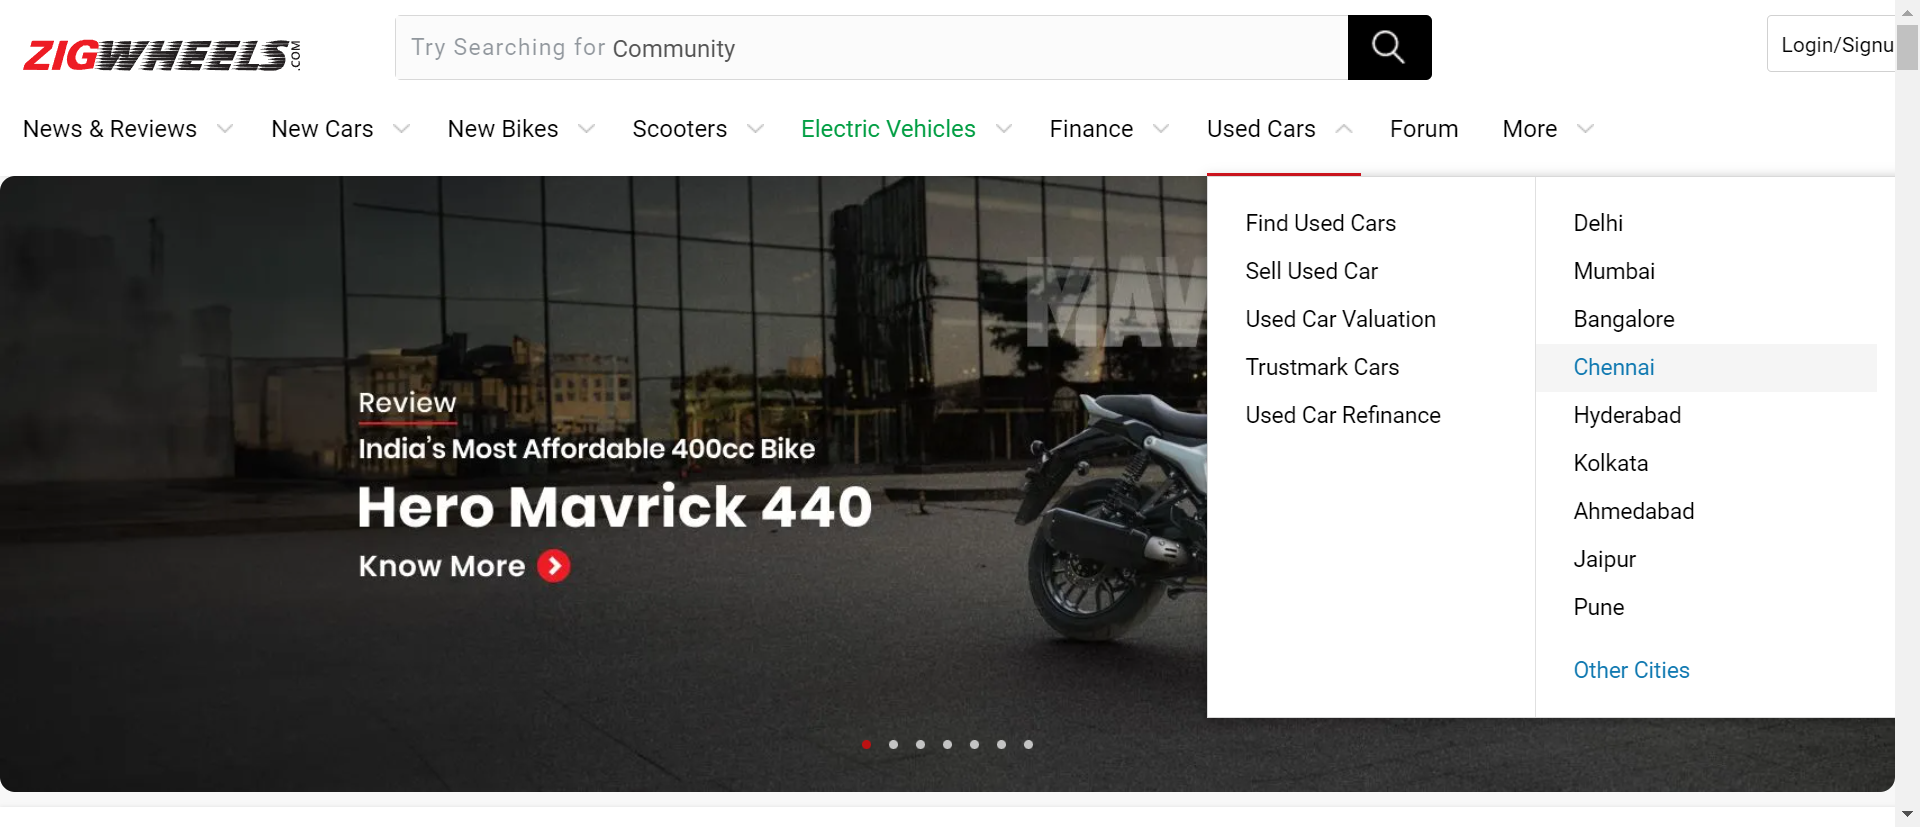 ZIGWHEELS.COM
Try Searching for Community
Login/Signu
News & Reviews
New Cars
New Bikes
Scooters
Electric Vehicles
Finance
Used Cars
Forum
More
Find Used Cars
Sell Used Car
Used Car Valuation
Trustmark Cars
Used Car Refinance
Delhi
Mumbai
Bangalore
Chennai
Hyderabad
Kolkata
Ahmedabad
Jaipur
Pune
Other Cities
MAV
Review
India's Most Affordable 400cc Bike
Hero Mavrick 440
Know More